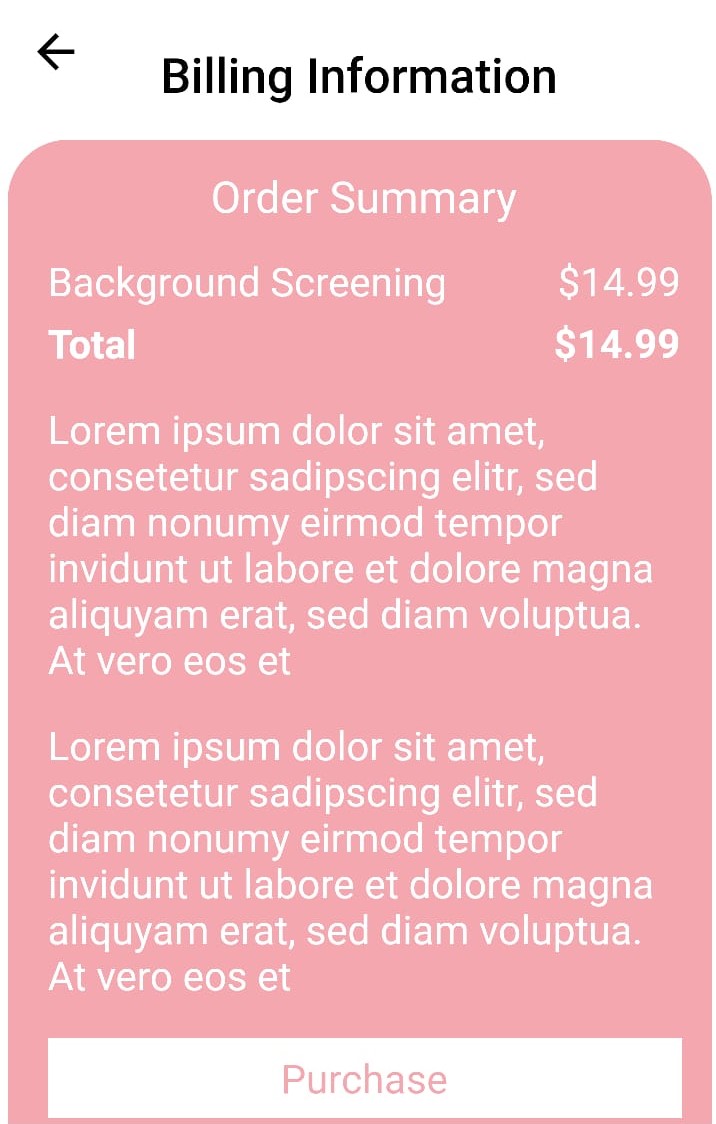 Billing Information
Order Summary
Background Screening $14.99
Total $14.99
Lorem ipsum dolor sit amet,
consetetur sadipscing elitr, sed
diam nonumy eirmod tempor
invidunt ut labore et dolore magna
aliquyam erat, sed diam voluptua.
At vero eos et
Lorem ipsum dolor sit amet,
consetetur sadipscing elitr, sed
diam nonumy eirmod tempor
invidunt ut labore et dolore magna
aliquyam erat, sed diam voluptua.
At vero eos et
Purchase